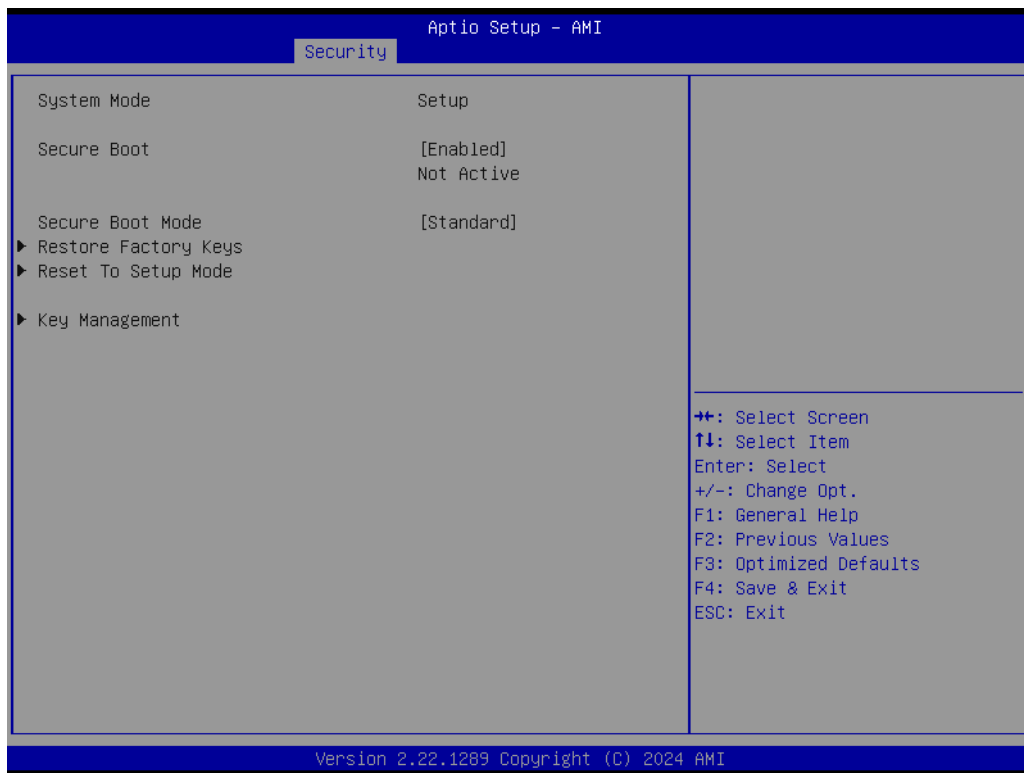 Aptio Setup – AMI
Security
System Mode Setup
Secure Boot [Enabled]
Not Active
Secure Boot Mode [Standard]
Restore Factory Keys
Reset To Setup Mode
Key Management
→←: Select Screen
↑↓: Select Item
Enter: Select
+/-: Change Opt.
F1: General Help
F2: Previous Values
F3: Optimized Defaults
F4: Save & Exit
ESC: Exit
Version 2.22.1289 Copyright (C) 2024 AMI